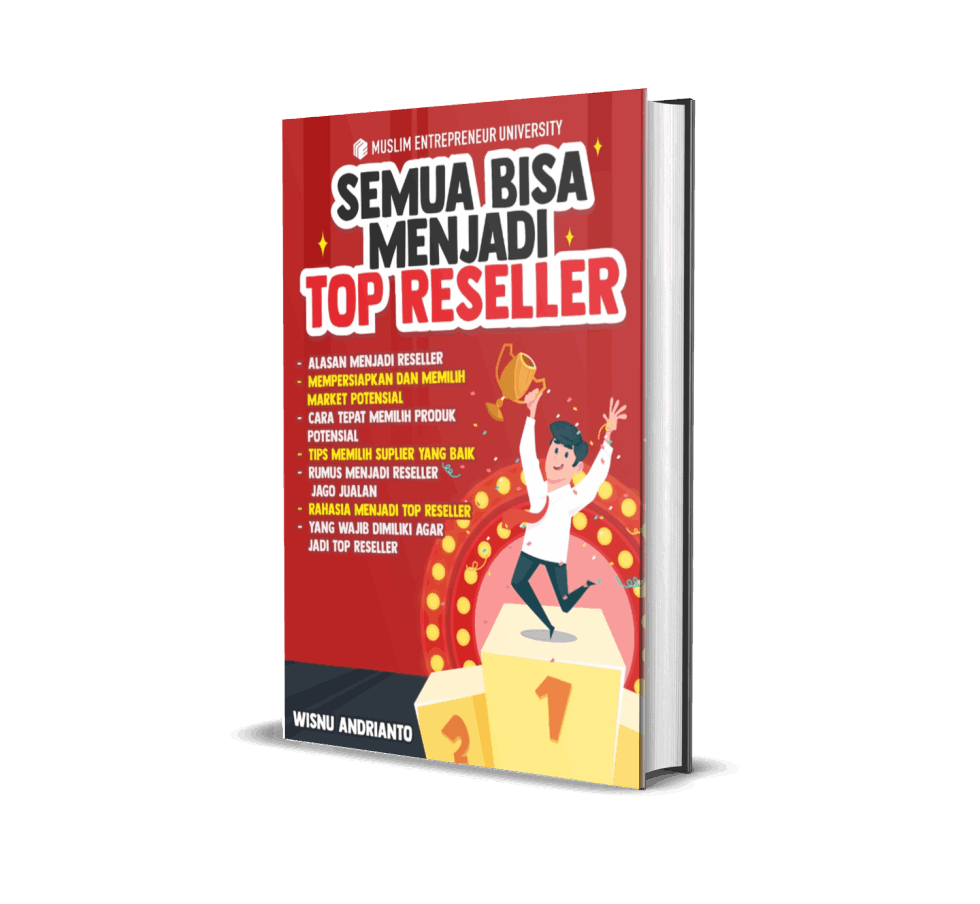 MUSLIM ENTREPRENEUR UNIVERSITY
SEMUA BISA
MENJADI
TOP RESELLER
- ALASAN MENJADI RESELLER
- MEMPERSIAPKAN DAN MEMILIH
MARKET POTENSIAL
- CARA TEPAT MEMILIH PRODUK
POTENSIAL
- TIPS MEMILIH SUPLIER YANG BAIK
- RUMUS MENJADI RESELLER
JAGO JUALAN
- RAHASIA MENJADI TOP RESELLER
- YANG WAJIB DIMILIKI AGAR
JADI TOP RESELLER
1
2
WISNU ANDRIANTO